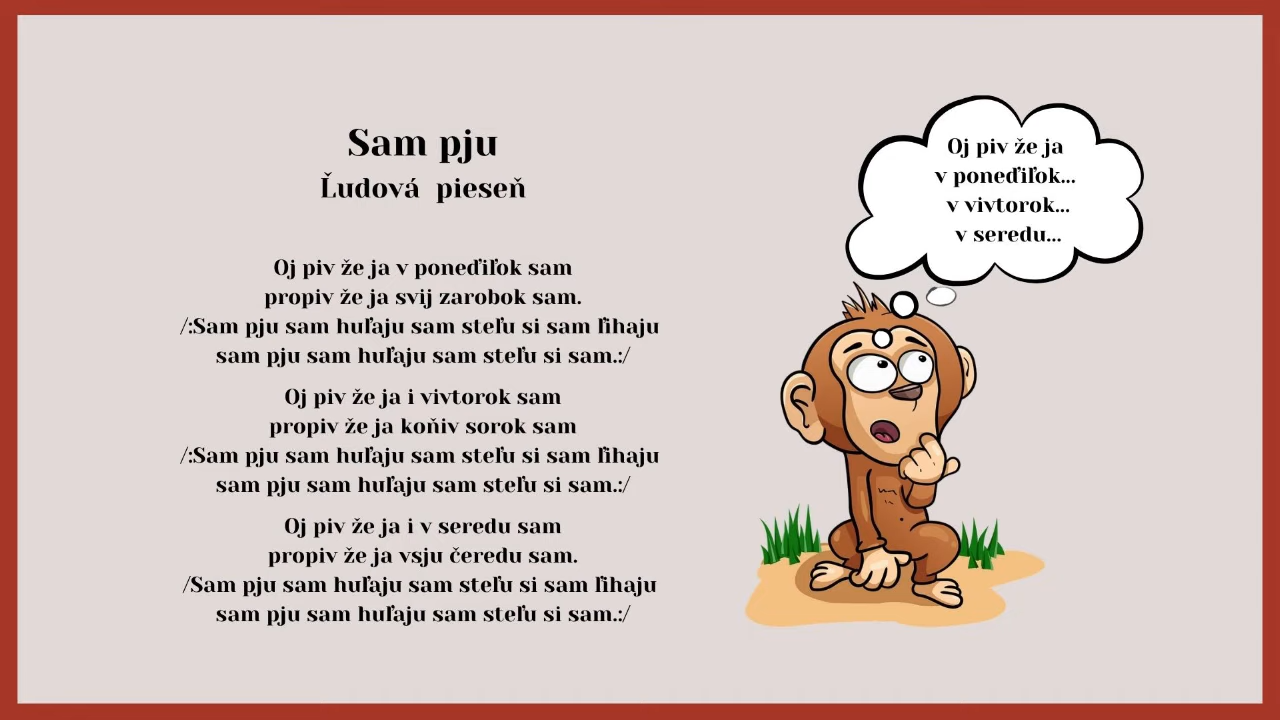 Sam pju
Ľudová pieseň
Oj piv že ja v poneďiľok sam
propiv že ja svij zarobok sam.
/:Sam pju sam huľaju sam steľu si sam ľihaju
sam pju sam huľaju sam steľu si sam.:/
Oj piv že ja i vivtorok sam
propiv že ja koňiv sorok sam
/:Sam pju sam huľaju sam steľu si sam ľihaju
sam pju sam huľaju sam steľu si sam.:/
Oj piv že ja i v seredu sam
propiv že ja vsju čeredu sam.
/Sam pju sam huľaju sam steľu si sam ľihaju
sam pju sam huľaju sam steľu si sam.:/
Oj piv že ja
v poneďiľok...
v vivtorok...
v seredu...